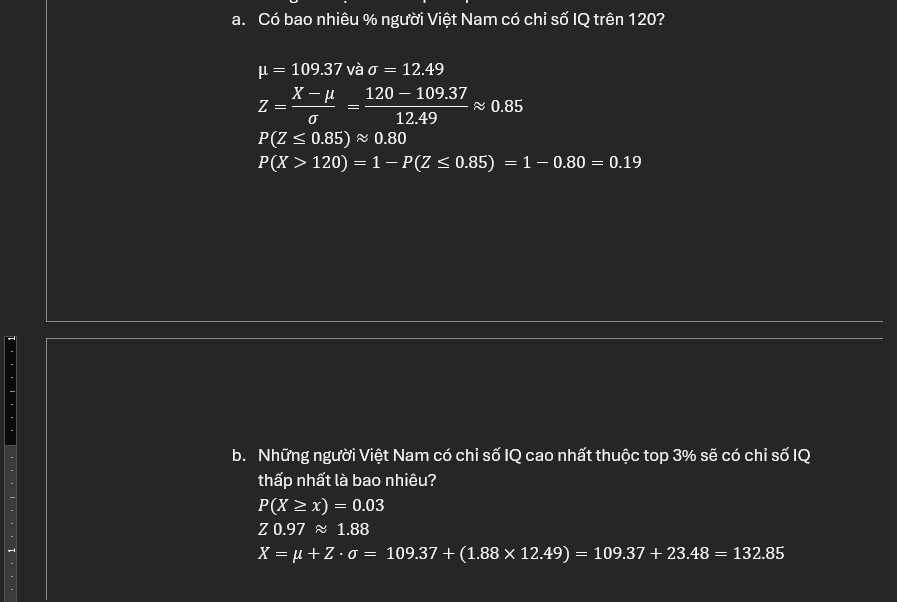 a. Có bao nhiêu % người Việt Nam có chỉ số IQ trên 120?
μ = 109.37 và σ = 12.49
Z = (X − μ)/σ = (120 − 109.37)/12.49 ≈ 0.85
P(Z ≤ 0.85) ≈ 0.80
P(X > 120) = 1 − P(Z ≤ 0.85) = 1 − 0.80 = 0.19
b. Những người Việt Nam có chỉ số IQ cao nhất thuộc top 3% sẽ có chỉ số IQ
thấp nhất là bao nhiêu?
P(X ≥ x) = 0.03
Z 0.97 ≈ 1.88
X = μ + Z · σ = 109.37 + (1.88 × 12.49) = 109.37 + 23.48 = 132.85